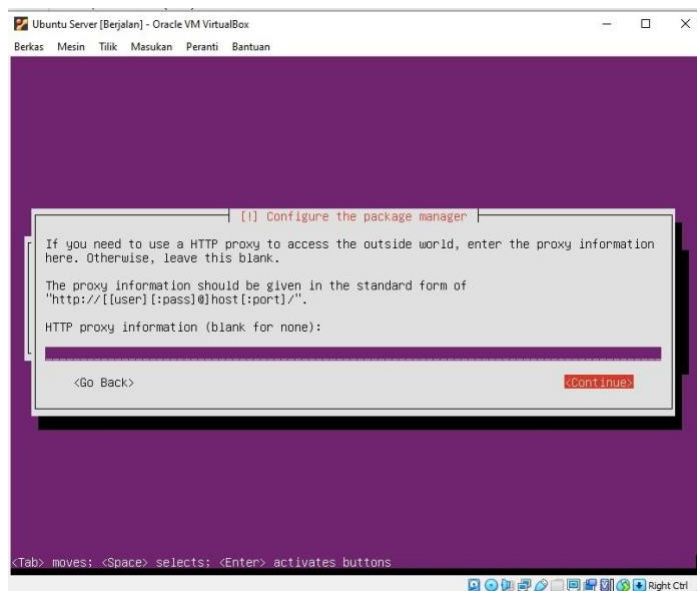 Ubuntu Server [Berjalan] - Oracle VM VirtualBox
Berkas Mesin Tilik Masukan Peranti Bantuan
[!] Configure the package manager
If you need to use a HTTP proxy to access the outside world, enter the proxy information
here. Otherwise, leave this blank.
The proxy information should be given in the standard form of
"http://[[user][:pass]@]host[:port]/".
HTTP proxy information (blank for none):
<Go Back> <Continue>
<Tab> moves; <Space> selects; <Enter> activates buttons
Right Ctrl